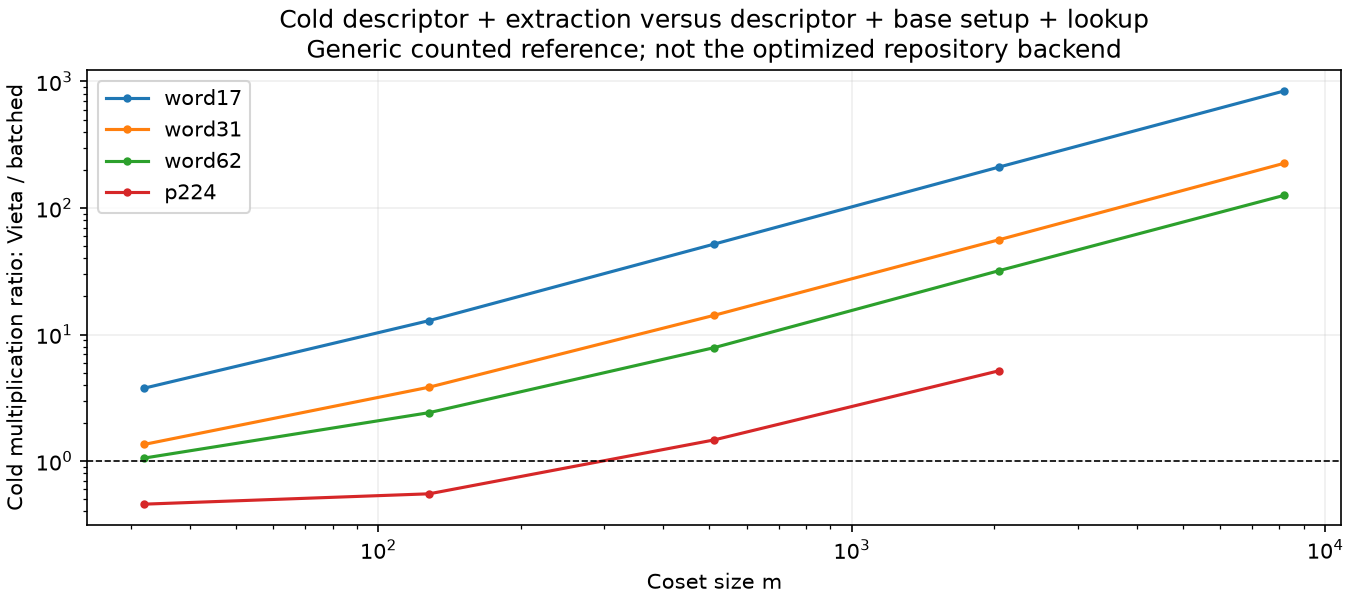 Cold descriptor + extraction versus descriptor + base setup + lookup
Generic counted reference; not the optimized repository backend
Cold multiplication ratio: Vieta / batched
10³
10²
10¹
10⁰
word17
word31
word62
p224
10²
10³
10⁴
Coset size m